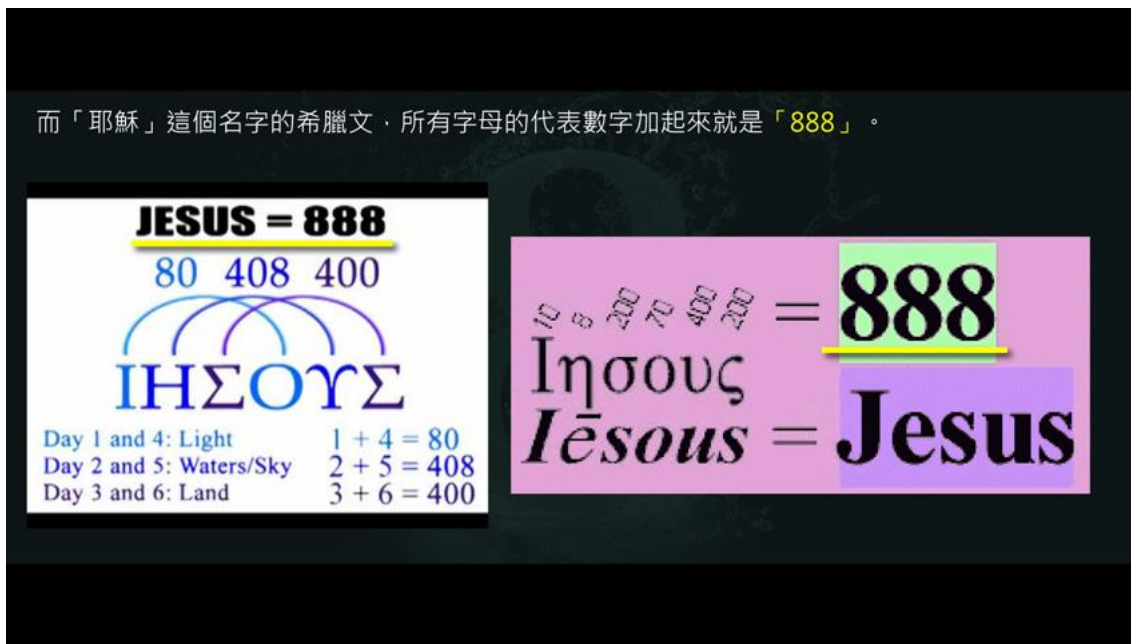 而「耶穌」這個名字的希臘文，所有字母的代表數字加起來就是「888」。
JESUS = 888
80 408 400
ΙΗΣΟΥΣ
Day 1 and 4: Light 1 + 4 = 80
Day 2 and 5: Waters/Sky 2 + 5 = 408
Day 3 and 6: Land 3 + 6 = 400
10 8 200 70 400 200 = 888
Ιησους
Iēsous = Jesus